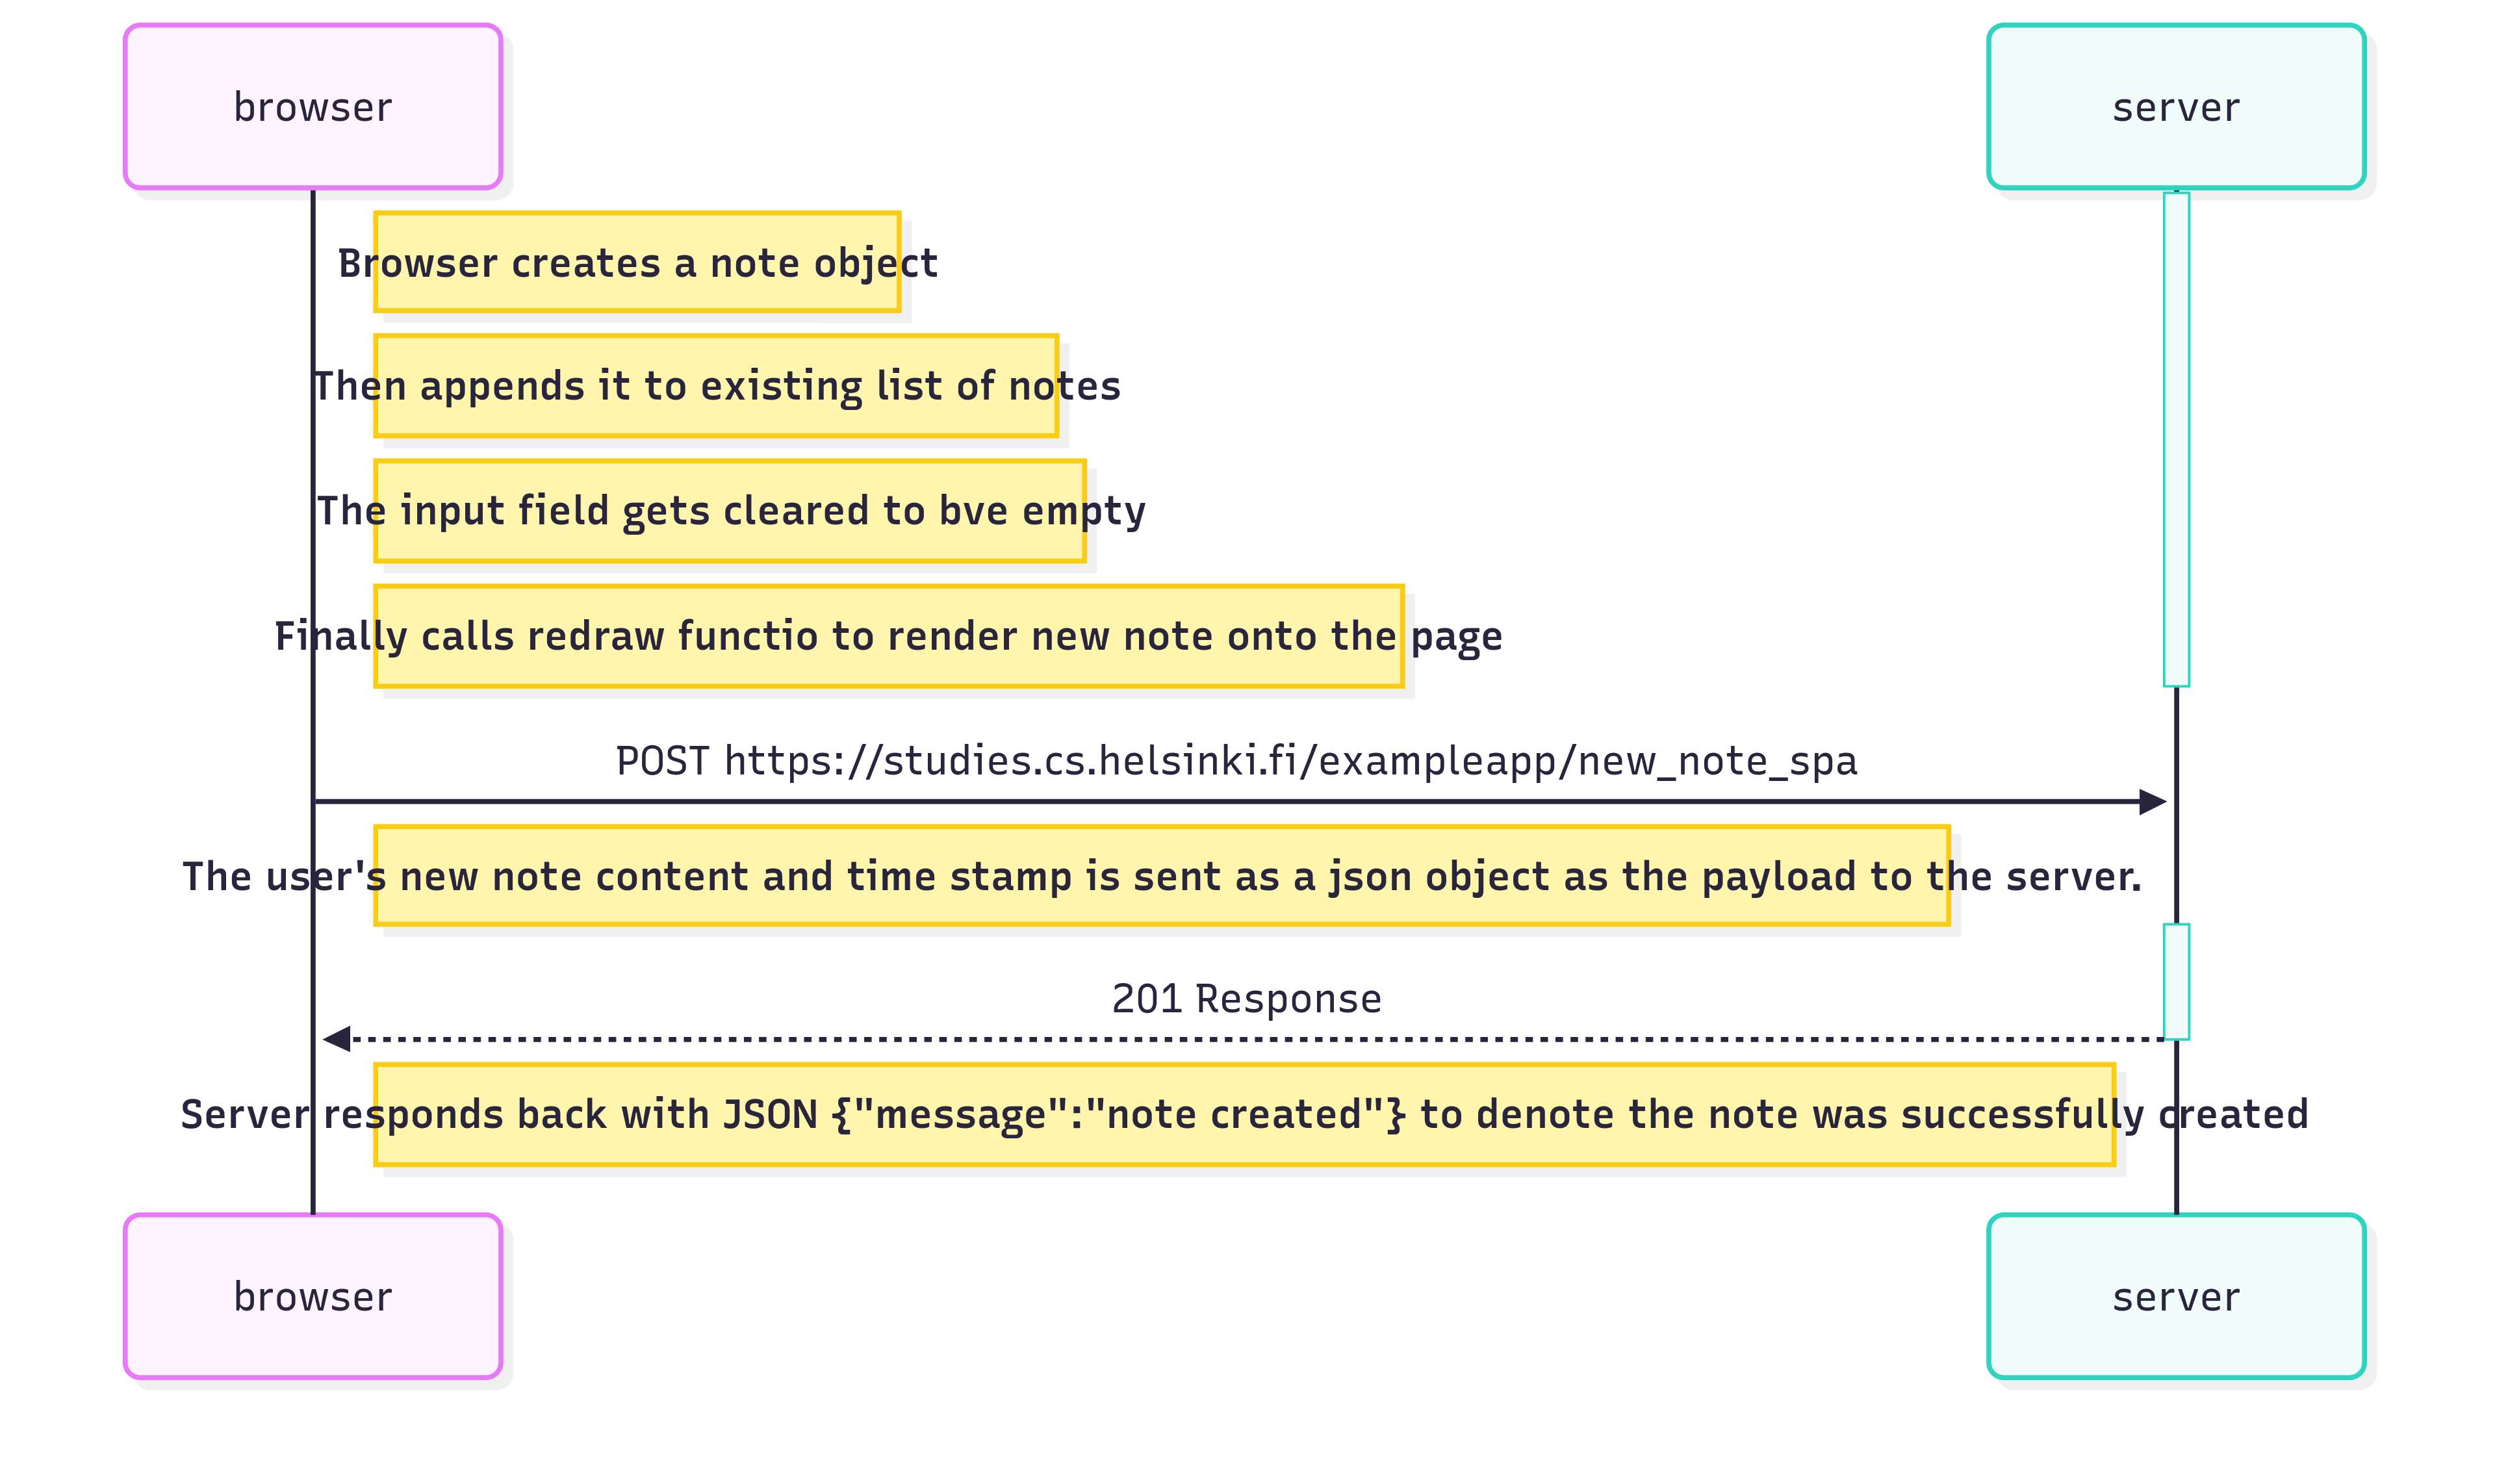 browser
server
Browser creates a note object
Then appends it to existing list of notes
The input field gets cleared to bve empty
Finally calls redraw functio to render new note onto the page
POST https://studies.cs.helsinki.fi/exampleapp/new_note_spa
The user's new note content and time stamp is sent as a json object as the payload to the server.
201 Response
Server responds back with JSON {"message":"note created"} to denote the note was successfully created
browser
server